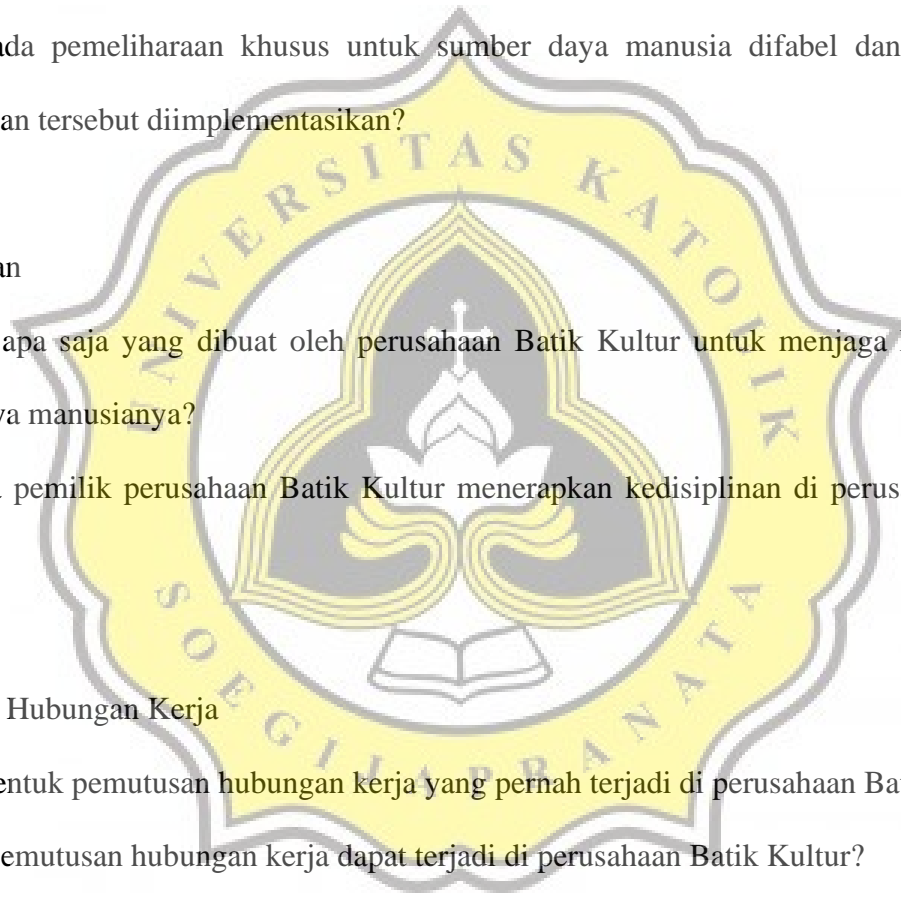 ada pemeliharaan khusus untuk sumber daya manusia difabel dan
an tersebut diimplementasikan?
an
apa saja yang dibuat oleh perusahaan Batik Kultur untuk menjaga
ya manusianya?
pemilik perusahaan Batik Kultur menerapkan kedisiplinan di perus
Hubungan Kerja
entuk pemutusan hubungan kerja yang pernah terjadi di perusahaan Ba
emutusan hubungan kerja dapat terjadi di perusahaan Batik Kultur?
UNIVERSITAS KATOLIK
SOEGIJAPRANATA